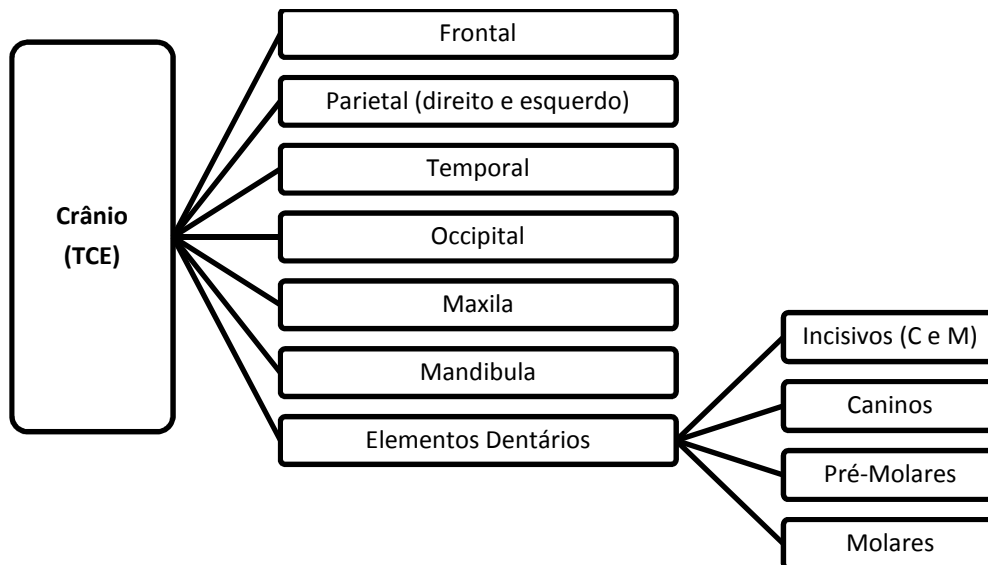 Crânio
(TCE)
Frontal
Parietal (direito e esquerdo)
Temporal
Occipital
Maxila
Mandibula
Elementos Dentários
Incisivos (C e M)
Caninos
Pré-Molares
Molares